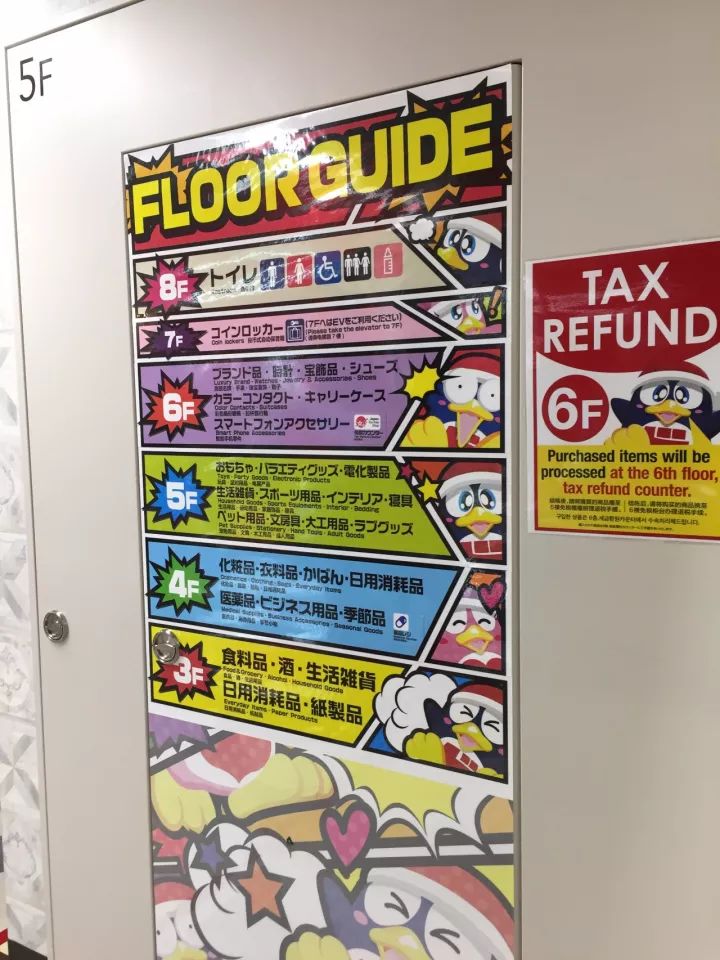 5F
FLOOR GUIDE
8F
トイレ
7F
コインロッカー
(7FへはEVをご利用ください)
Coin lockers
(Please take the elevator to 7F)
6F
ブランド品・時計・宝飾品・シューズ
Luxury Brand・Watches・Jewelry & Accessories・Shoes
カラーコンタクト・キャリーケース
Color Contacts・Suitcases
スマートフォンアクセサリー
Smart Phone Accessories
5F
おもちゃ・バラエティグッズ・電化製品
Toys・Party Goods・Electronic Products
生活雑貨・スポーツ用品・インテリア・寝具
Household Goods・Sports Equipments・Interior・Bedding
ペット用品・文房具・大工用品・ラブグッズ
Pet Supplies・Stationery・Hand Tools・Adult Goods
4F
化粧品・衣料品・かばん・日用消耗品
Cosmetics・Clothing・Bags・Everyday Items
医薬品・ビジネス用品・季節品
Medical Supplies・Business Accessories・Seasonal Goods
3F
食料品・酒・生活雑貨
Food & Grocery・Alcohol・Household Goods
日用消耗品・紙製品
Everyday Items・Paper Products
TAX
REFUND
6F
Purchased items will be
processed at the 6th floor,
tax refund counter.